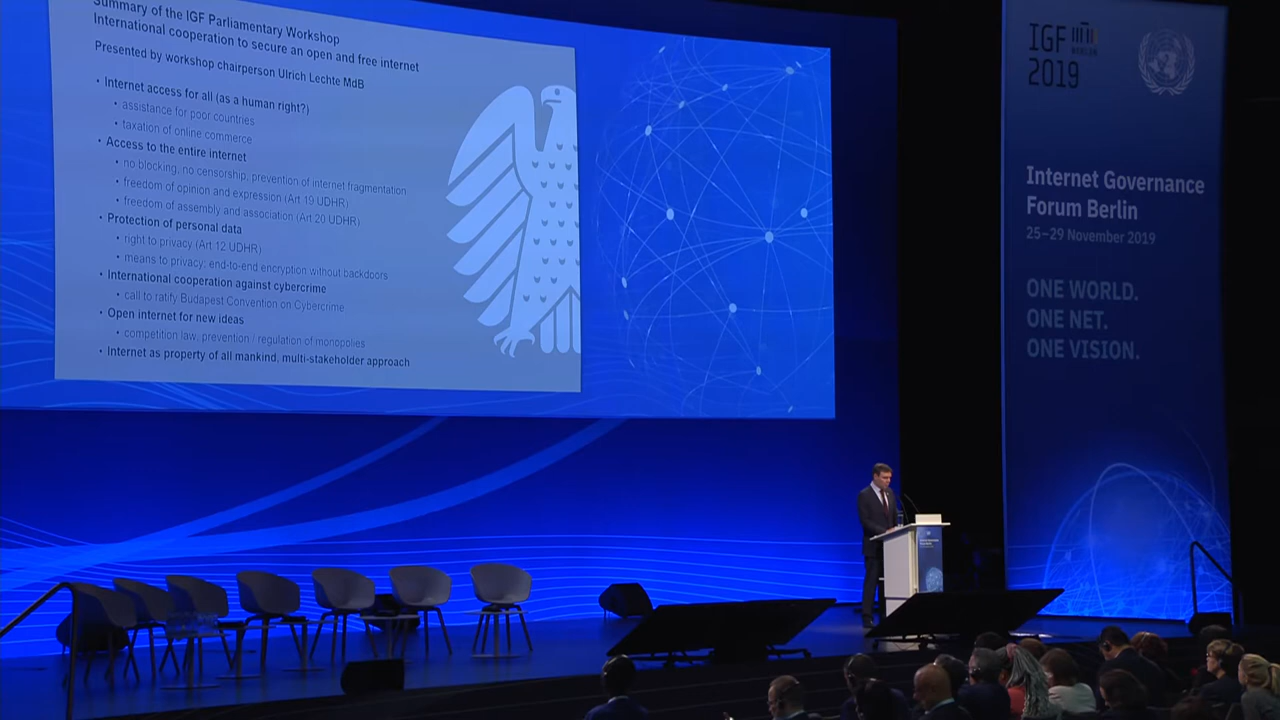 Summary of the IGF Parliamentary Workshop
International cooperation to secure an open and free internet
Presented by workshop chairperson Ulrich Lechte MdB
• Internet access for all (as a human right?)
• assistance for poor countries
• taxation of online commerce
• Access to the entire internet
• no blocking, no censorship, prevention of internet fragmentation
• freedom of opinion and expression (Art 19 UDHR)
• freedom of assembly and association (Art 20 UDHR)
• Protection of personal data
• right to privacy (Art 12 UDHR)
• means to privacy: end-to-end encryption without backdoors
• International cooperation against cybercrime
• call to ratify Budapest Convention on Cybercrime
• Open internet for new ideas
• competition law, prevention / regulation of monopolies
• Internet as property of all mankind, multi-stakeholder approach
IGF
BERLIN
2019
Internet Governance
Forum Berlin
25–29 November 2019
ONE WORLD.
ONE NET.
ONE VISION.